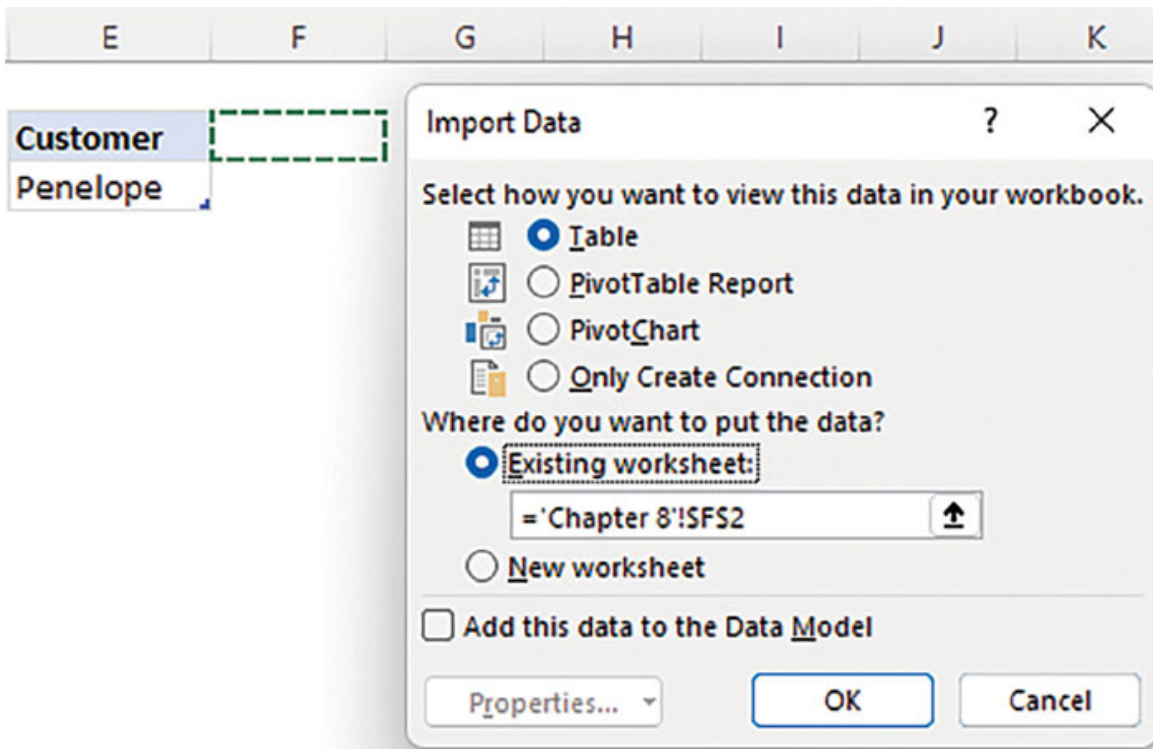 E F G H I J K
Customer
Penelope
Import Data ?
Select how you want to view this data in your workbook.
Table
PivotTable Report
PivotChart
Only Create Connection
Where do you want to put the data?
Existing worksheet:
='Chapter 8'!$F$2
New worksheet
Add this data to the Data Model
Properties... OK Cancel